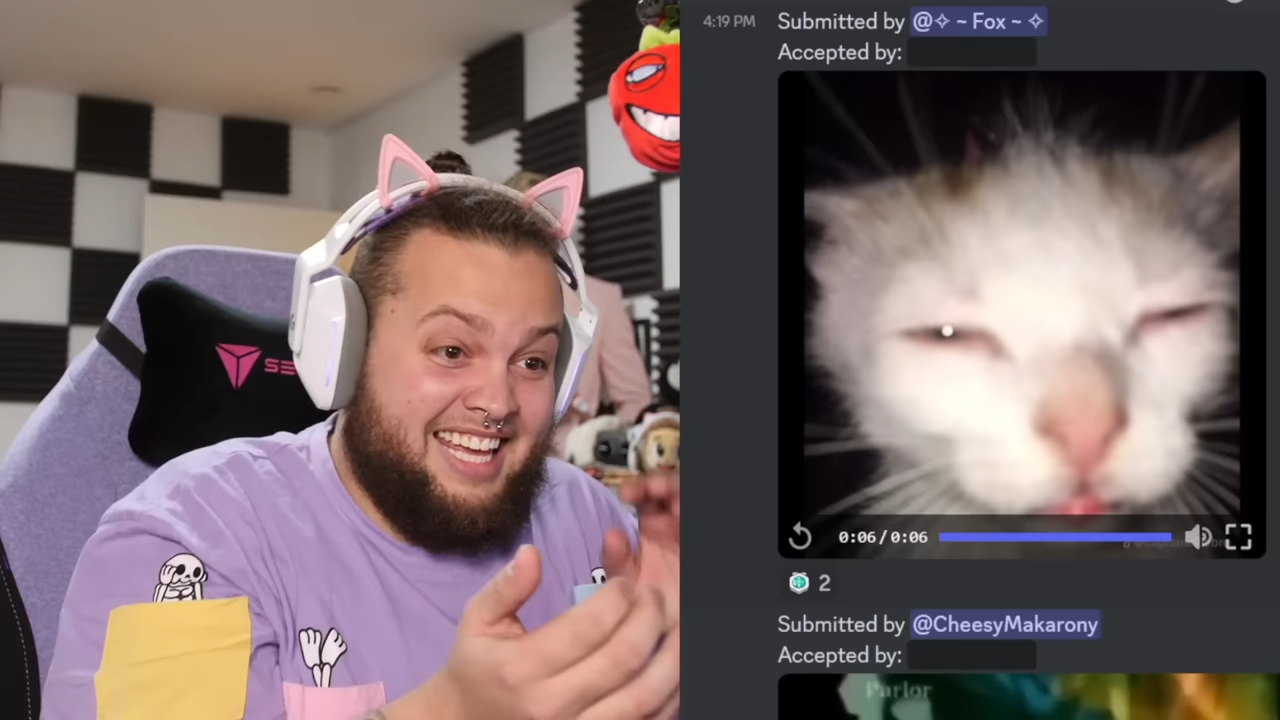 SE
4:19 PM
Submitted by @✧ ~ Fox ~ ✧
Accepted by:
0:06 / 0:06
2
Submitted by @CheesyMakarony
Accepted by:
Parlor